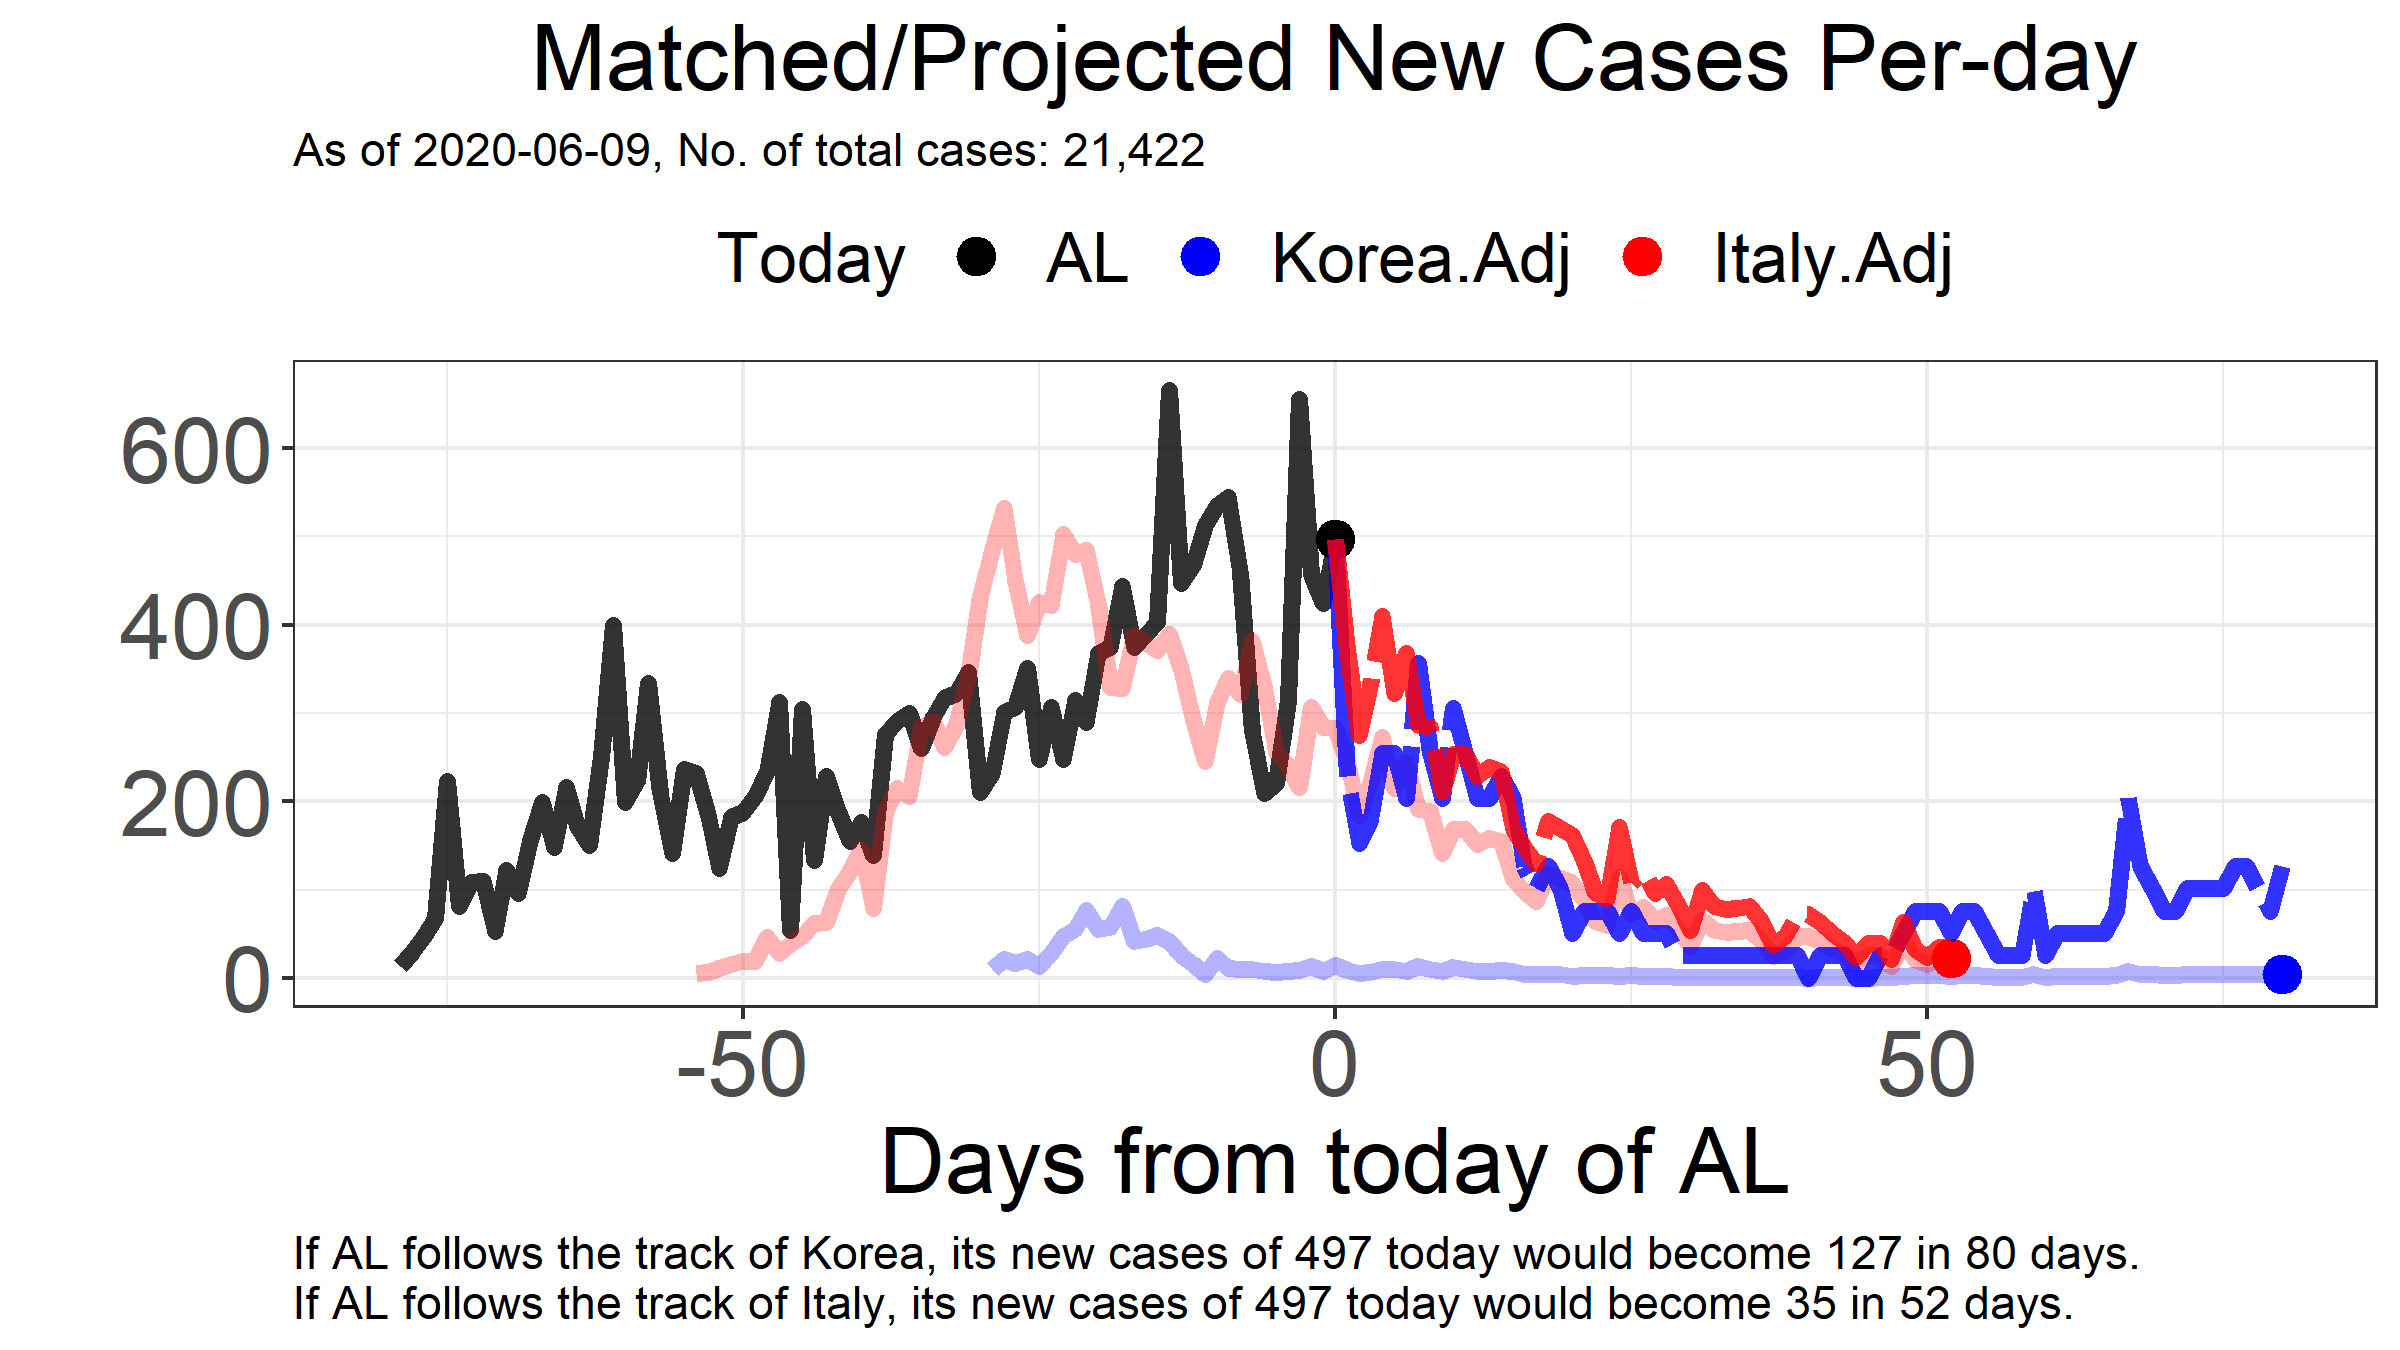 Matched/Projected New Cases Per-day
As of 2020-06-09, No. of total cases: 21,422
Today AL Korea.Adj Italy.Adj
600
400
200
0
-50 0 50
Days from today of AL
If AL follows the track of Korea, its new cases of 497 today would become 127 in 80 days.
If AL follows the track of Italy, its new cases of 497 today would become 35 in 52 days.